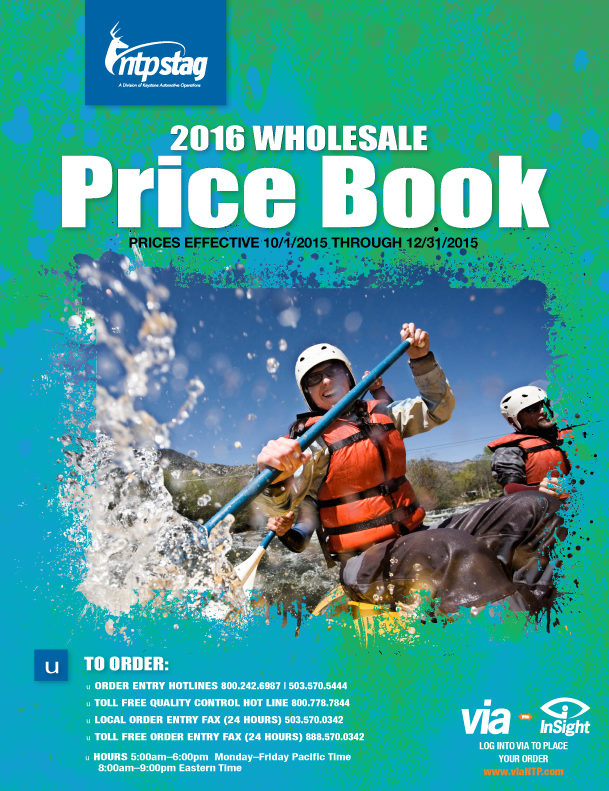 ntp stag
A Division of Keystone Automotive Operations
2016 WHOLESALE
Price Book
PRICES EFFECTIVE 10/1/2015 THROUGH 12/31/2015
u TO ORDER:
u ORDER ENTRY HOTLINES 800.242.6987 | 503.570.5444
u TOLL FREE QUALITY CONTROL HOT LINE 800.778.7844
u LOCAL ORDER ENTRY FAX (24 HOURS) 503.570.0342
u TOLL FREE ORDER ENTRY FAX (24 HOURS) 888.570.0342
u HOURS 5:00am–6:00pm Monday–Friday Pacific Time
8:00am–9:00pm Eastern Time
via InSight
LOG INTO VIA TO PLACE
YOUR ORDER
www.viaNTP.com